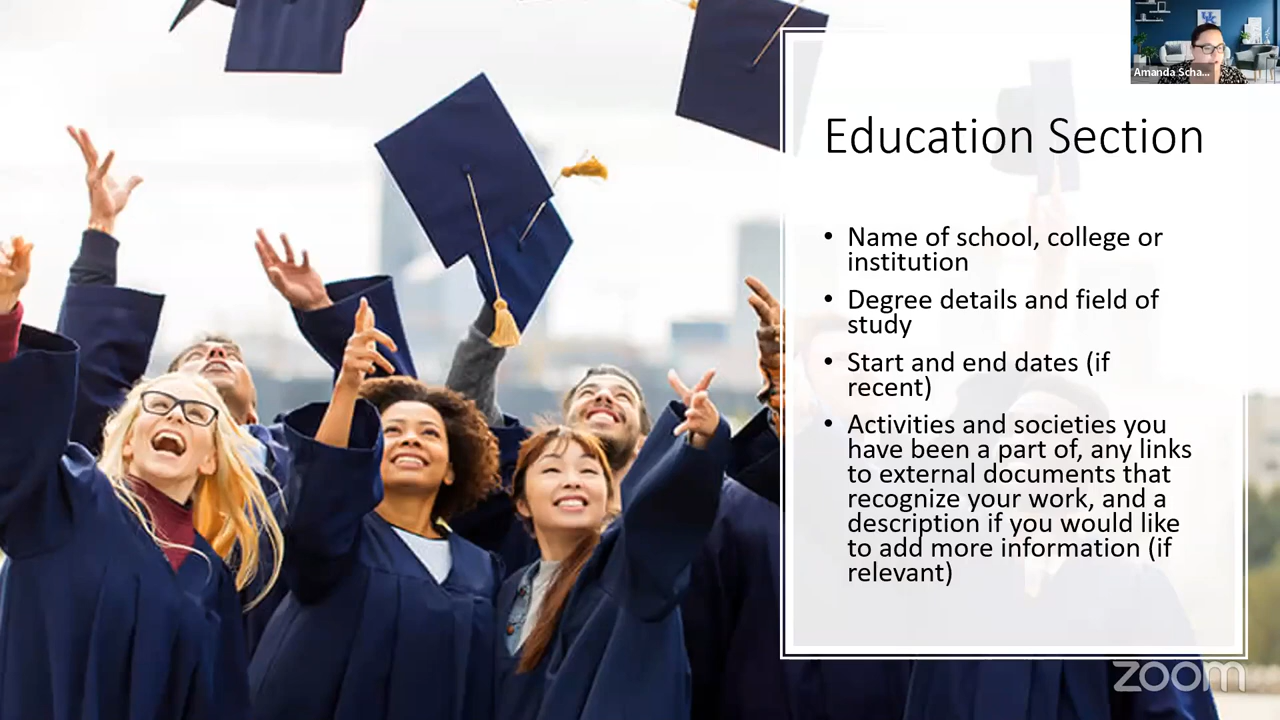 Amanda Scha...
Education Section
• Name of school, college or
institution
• Degree details and field of
study
• Start and end dates (if
recent)
• Activities and societies you
have been a part of, any links
to external documents that
recognize your work, and a
description if you would like
to add more information (if
relevant)
zoom